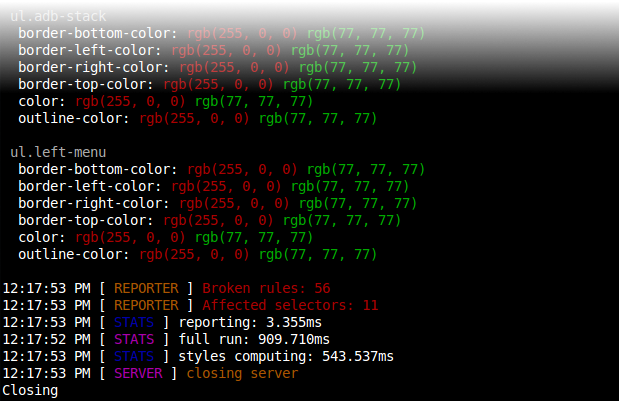 ul.adb-stack
border-bottom-color: rgb(255, 0, 0) rgb(77, 77, 77)
border-left-color: rgb(255, 0, 0) rgb(77, 77, 77)
border-right-color: rgb(255, 0, 0) rgb(77, 77, 77)
border-top-color: rgb(255, 0, 0) rgb(77, 77, 77)
color: rgb(255, 0, 0) rgb(77, 77, 77)
outline-color: rgb(255, 0, 0) rgb(77, 77, 77)
ul.left-menu
border-bottom-color: rgb(255, 0, 0) rgb(77, 77, 77)
border-left-color: rgb(255, 0, 0) rgb(77, 77, 77)
border-right-color: rgb(255, 0, 0) rgb(77, 77, 77)
border-top-color: rgb(255, 0, 0) rgb(77, 77, 77)
color: rgb(255, 0, 0) rgb(77, 77, 77)
outline-color: rgb(255, 0, 0) rgb(77, 77, 77)
12:17:53 PM [ REPORTER ] Broken rules: 56
12:17:53 PM [ REPORTER ] Affected selectors: 11
12:17:53 PM [ STATS ] reporting: 3.355ms
12:17:52 PM [ STATS ] full run: 909.710ms
12:17:53 PM [ STATS ] styles computing: 543.537ms
12:17:53 PM [ SERVER ] closing server
Closing